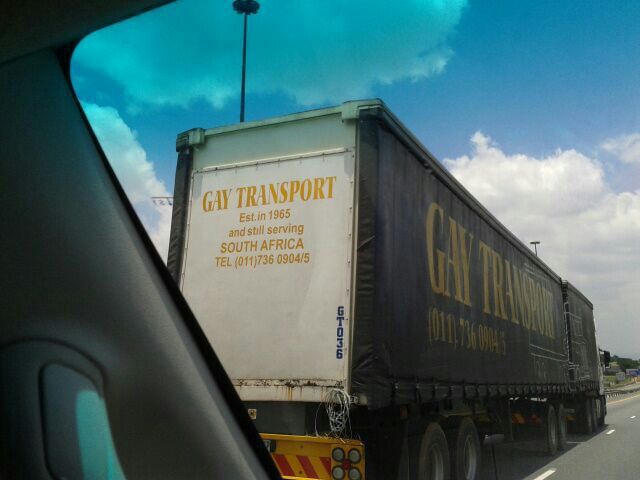 GAY TRANSPORT
Est. in 1965
and still serving
SOUTH AFRICA
TEL (011)736 0904/5
GT036
GAY TRANSPORT
(011) 736 0904/5